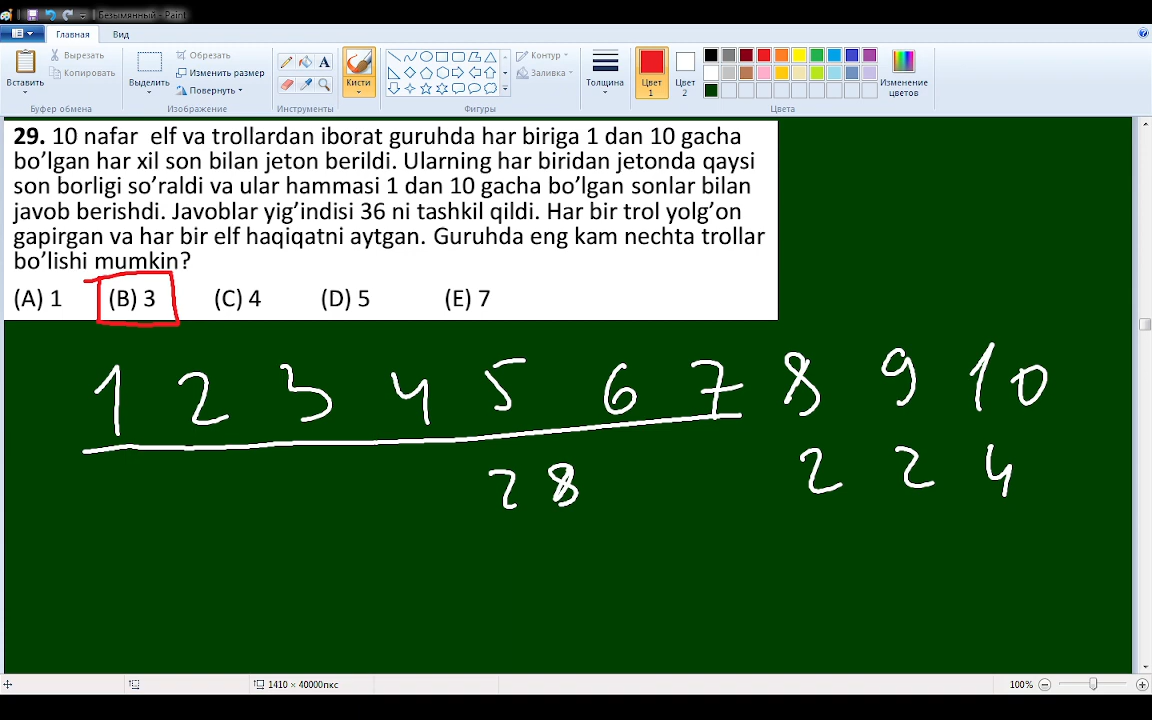 Безымянный - Paint
Главная Вид
Вставить
Вырезать
Копировать
Буфер обмена
Выделить
Обрезать
Изменить размер
Повернуть
Изображение
A
Инструменты
Кисти
Контур
Заливка
Фигуры
Толщина
Цвет 1
Цвет 2
Изменение цветов
Цвета
29. 10 nafar elf va trollardan iborat guruhda har biriga 1 dan 10 gacha
bo’lgan har xil son bilan jeton berildi. Ularning har biridan jetonda qaysi
son borligi so’raldi va ular hammasi 1 dan 10 gacha bo’lgan sonlar bilan
javob berishdi. Javoblar yig’indisi 36 ni tashkil qildi. Har bir trol yolg’on
gapirgan va har bir elf haqiqatni aytgan. Guruhda eng kam nechta trollar
bo’lishi mumkin?
(A) 1 (B) 3 (C) 4 (D) 5 (E) 7
1 2 3 4 5 6 7 8 9 10
28 2 2 4
1410 × 40000пкс 100%